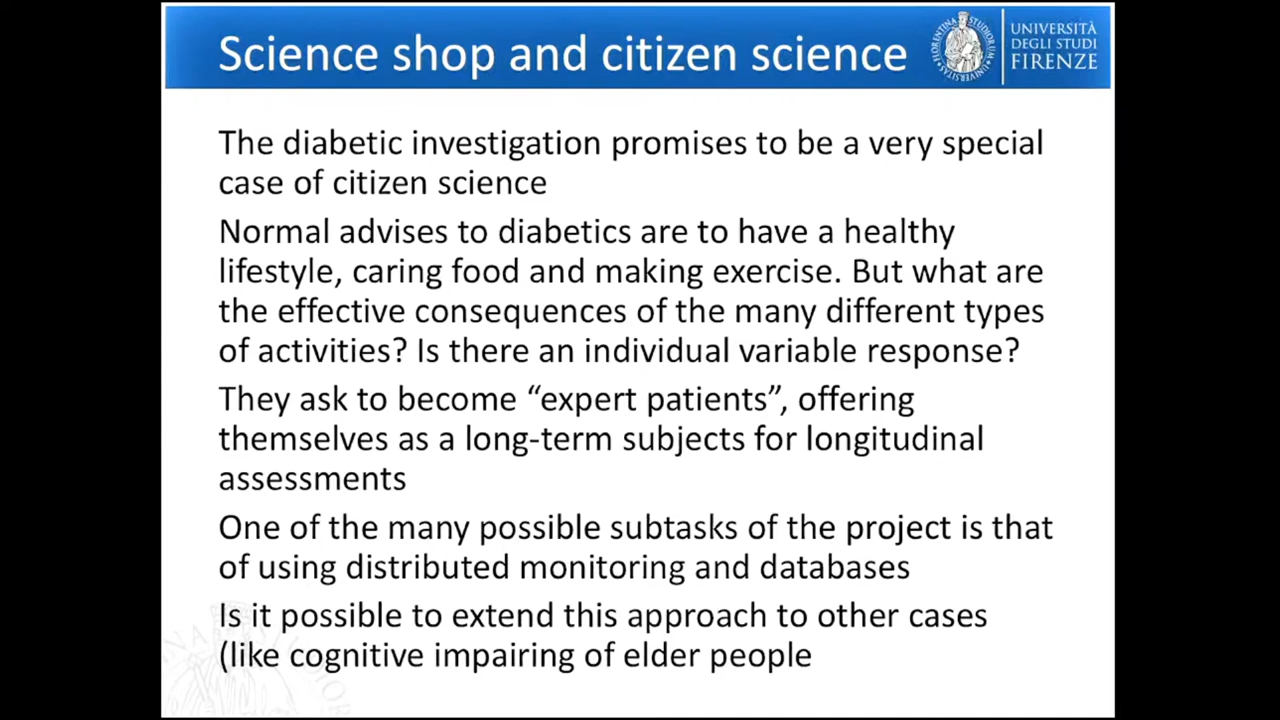 Science shop and citizen science
UNIVERSITÀ
DEGLI STUDI
FIRENZE
The diabetic investigation promises to be a very special
case of citizen science
Normal advises to diabetics are to have a healthy
lifestyle, caring food and making exercise. But what are
the effective consequences of the many different types
of activities? Is there an individual variable response?
They ask to become “expert patients”, offering
themselves as a long-term subjects for longitudinal
assessments
One of the many possible subtasks of the project is that
of using distributed monitoring and databases
Is it possible to extend this approach to other cases
(like cognitive impairing of elder people